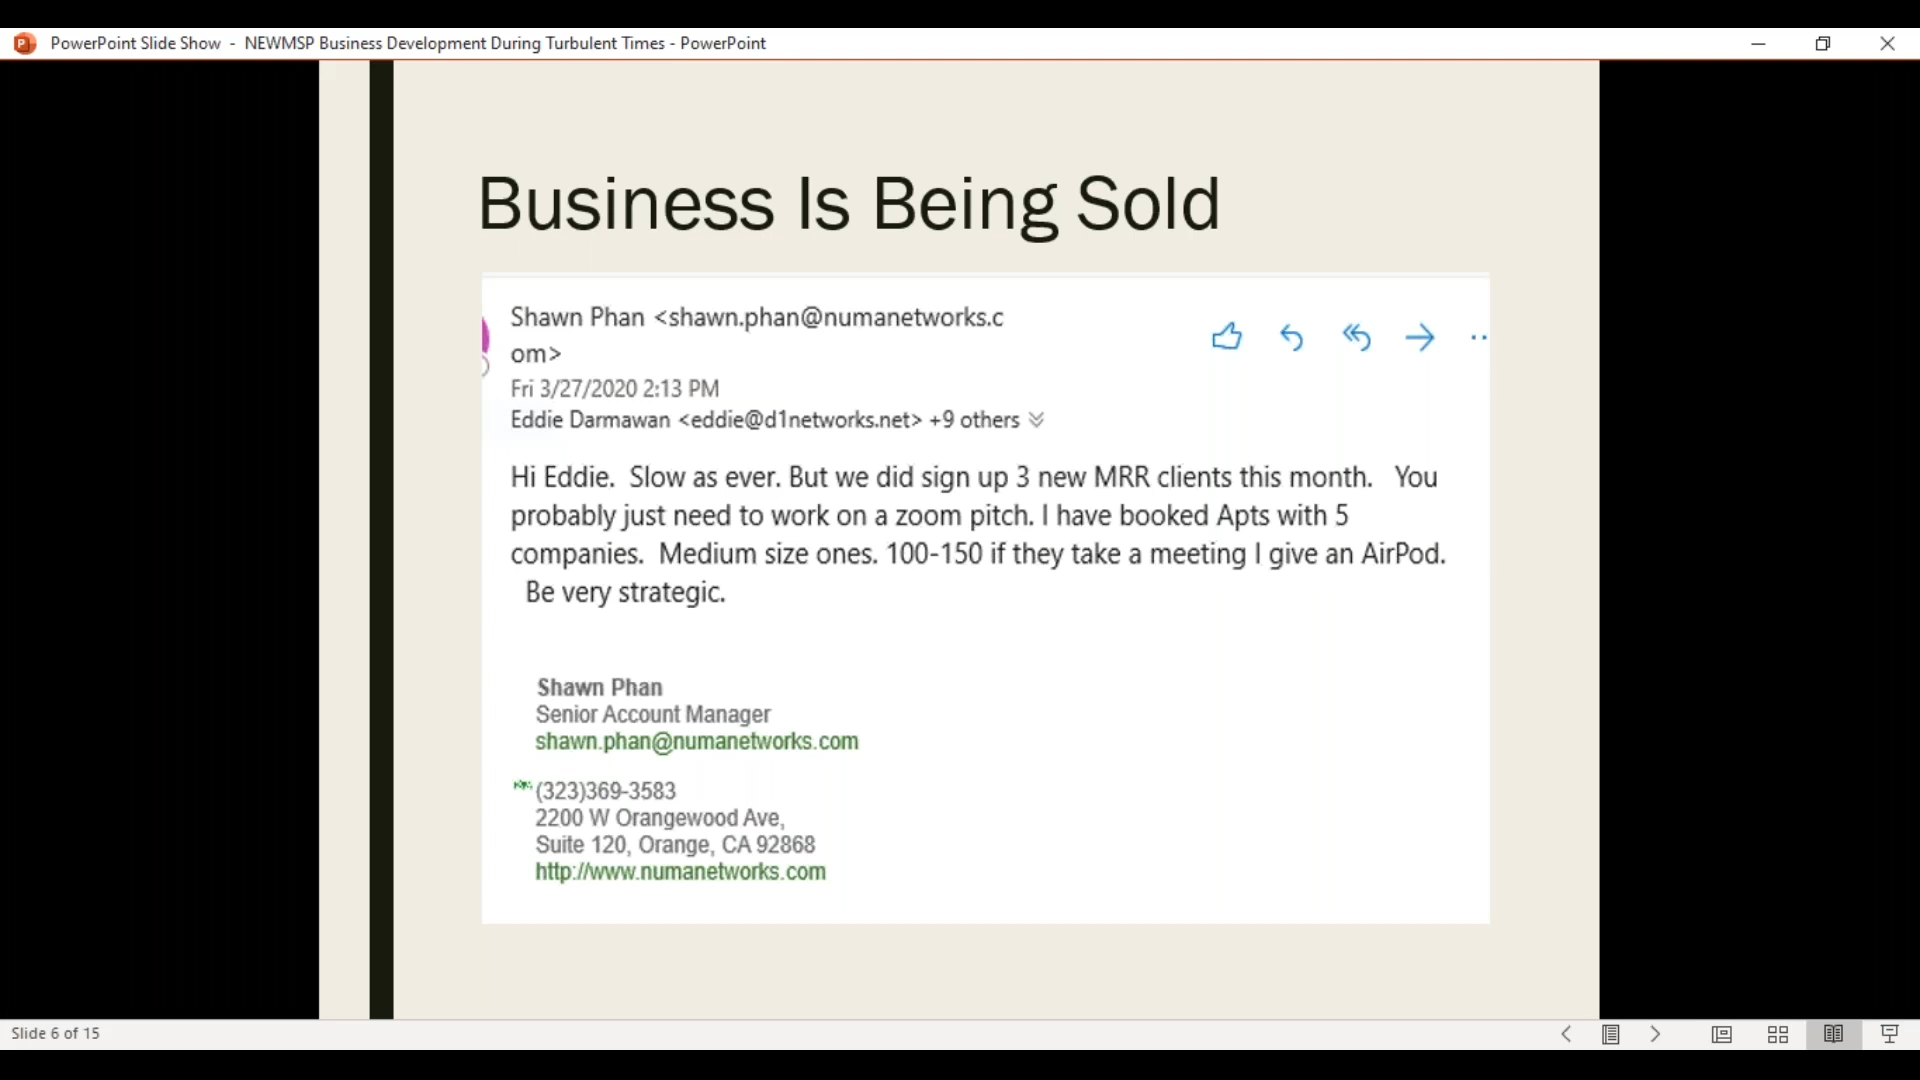 PowerPoint Slide Show - NEWMSP Business Development During Turbulent Times - PowerPoint
Business Is Being Sold
Shawn Phan <shawn.phan@numanetworks.c
om>
Fri 3/27/2020 2:13 PM
Eddie Darmawan <eddie@d1networks.net> +9 others
Hi Eddie.  Slow as ever. But we did sign up 3 new MRR clients this month.   You
probably just need to work on a zoom pitch. I have booked Apts with 5
companies.  Medium size ones. 100-150 if they take a meeting I give an AirPod.
Be very strategic.
Shawn Phan
Senior Account Manager
shawn.phan@numanetworks.com
(323)369-3583
2200 W Orangewood Ave,
Suite 120, Orange, CA 92868
http://www.numanetworks.com
Slide 6 of 15